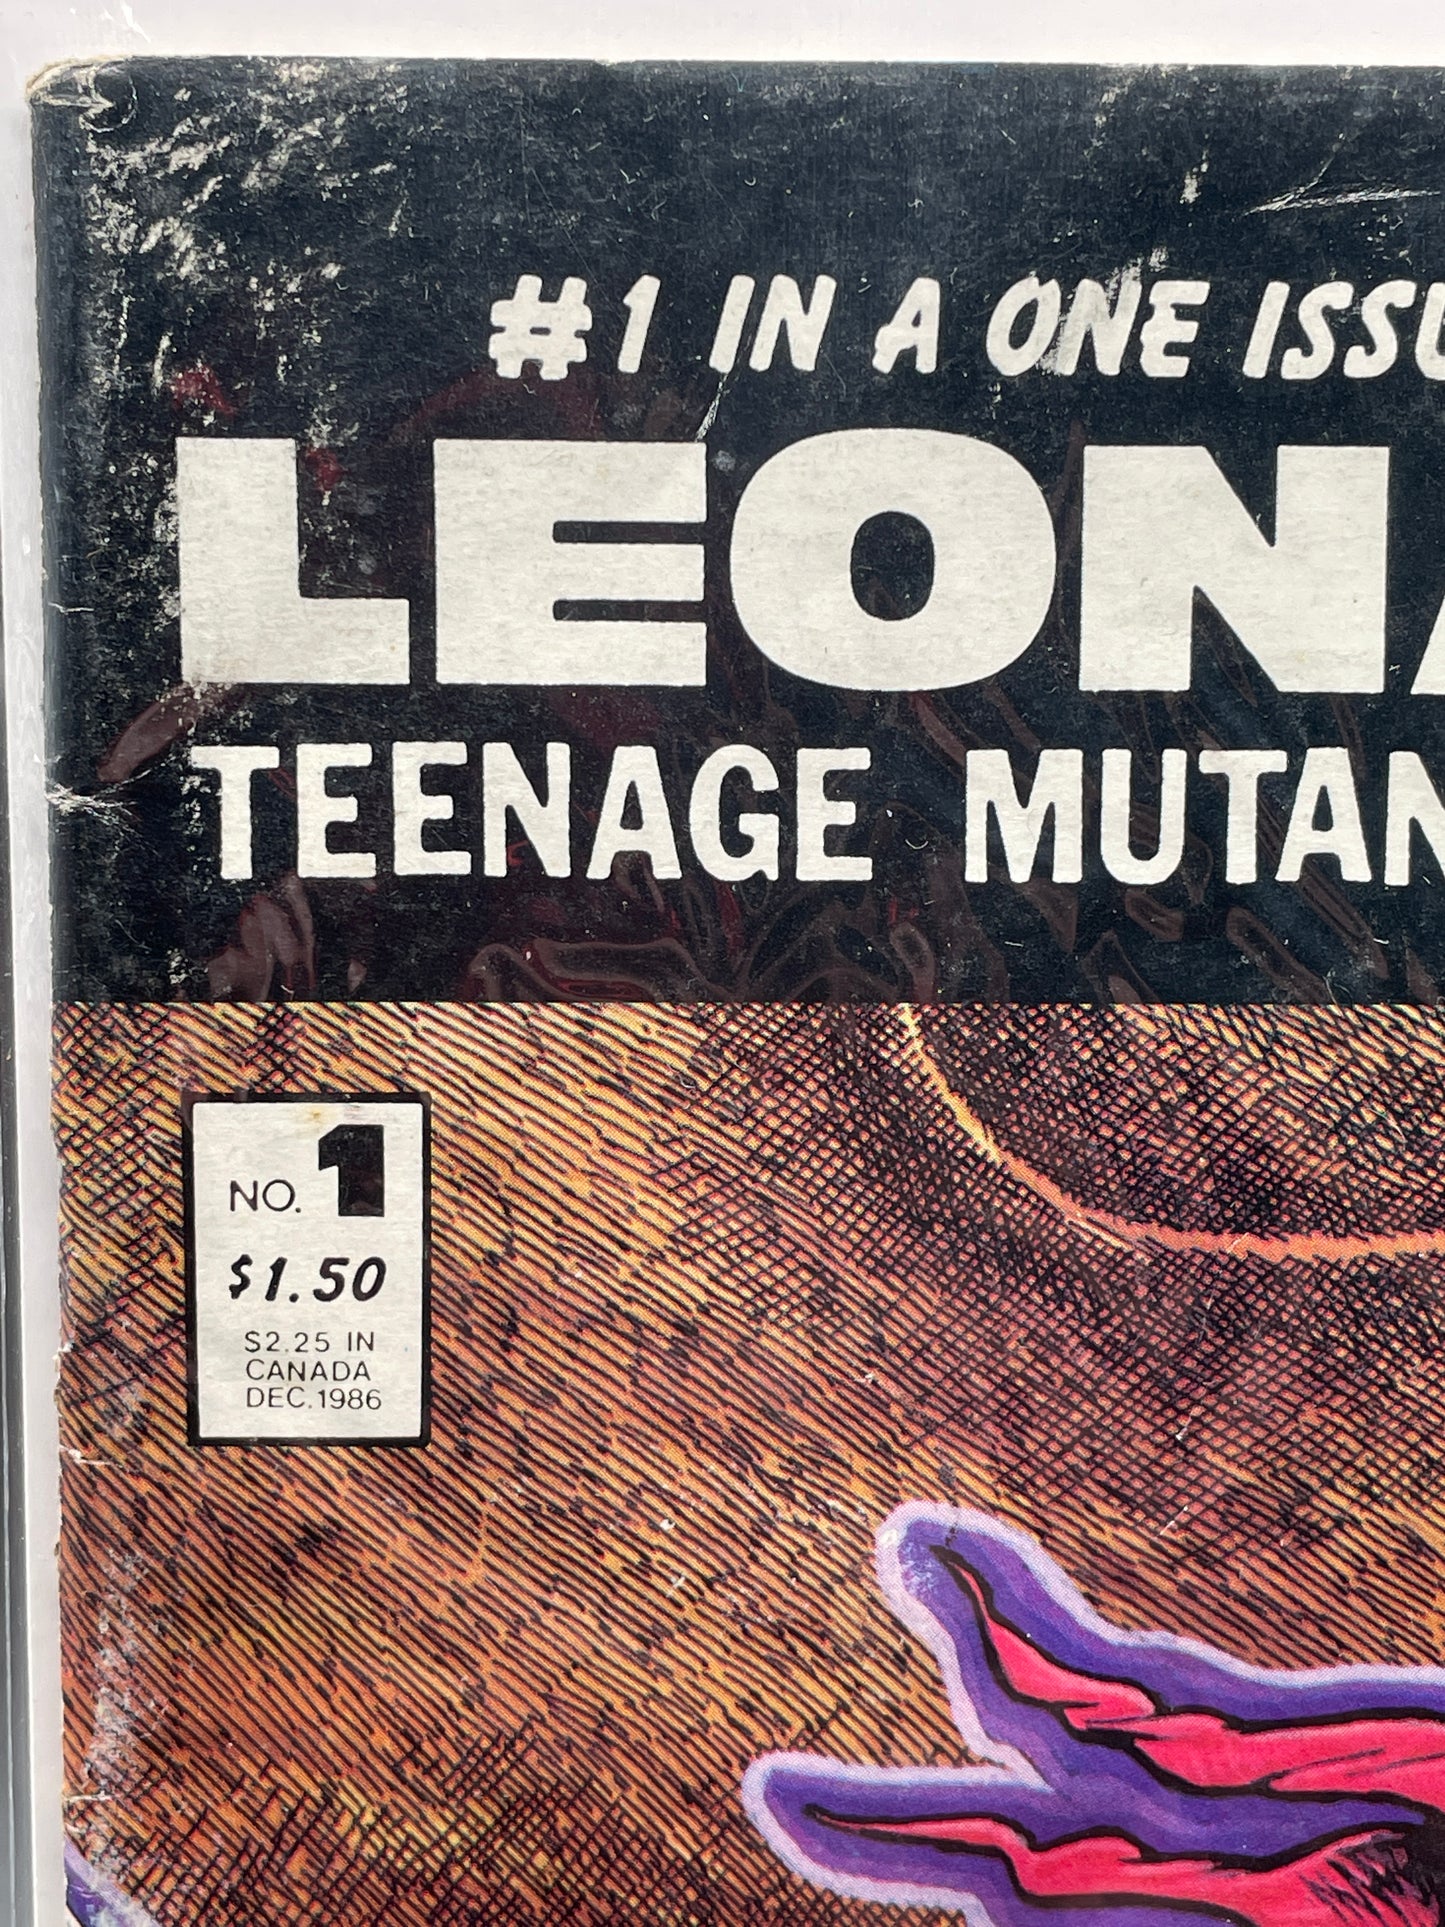 #1 IN A ONE ISSU
LEONA
TEENAGE MUTAN
NO. 1
$1.50
$2.25 IN
CANADA
DEC.1986